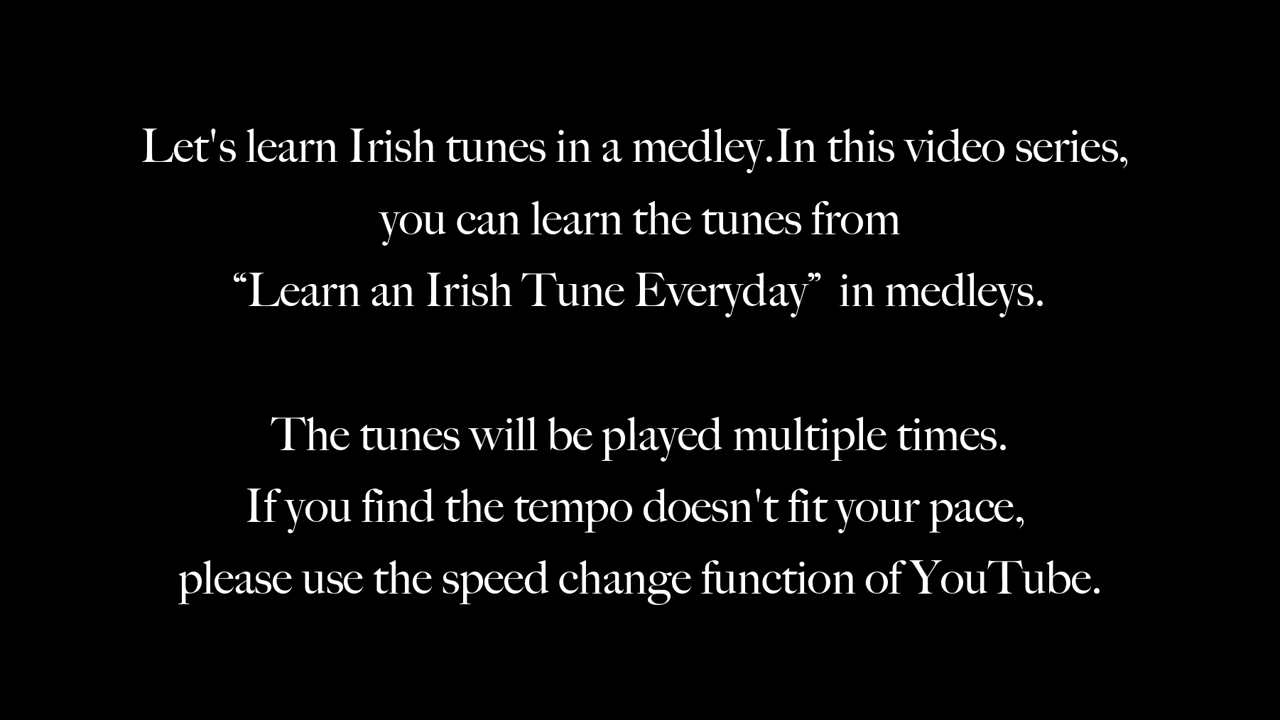 Let's learn Irish tunes in a medley.In this video series,
you can learn the tunes from
“Learn an Irish Tune Everyday” in medleys.
The tunes will be played multiple times.
If you find the tempo doesn't fit your pace,
please use the speed change function of YouTube.